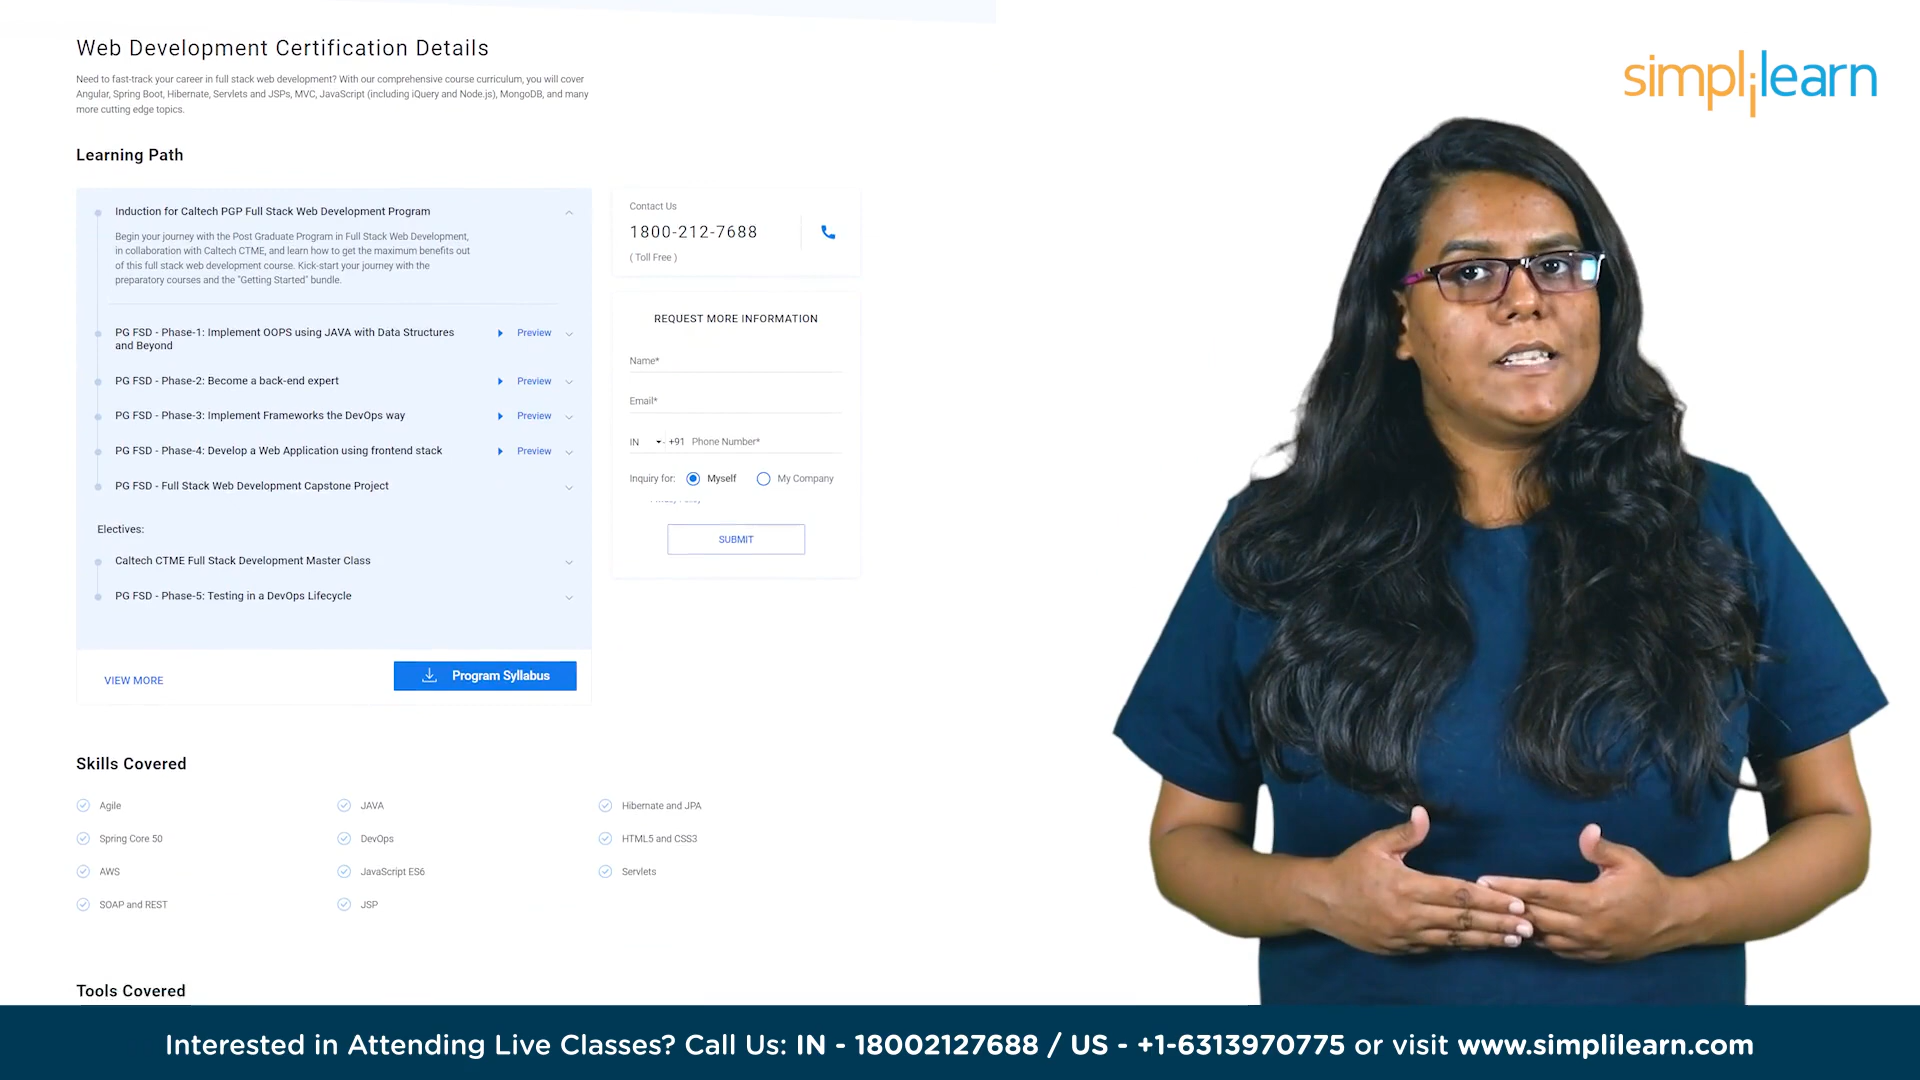 Web Development Certification Details
Need to fast-track your career in full stack web development? With our comprehensive course curriculum, you will cover
Angular, Spring Boot, Hibernate, Servlets and JSPs, MVC, JavaScript (including iQuery and Node.js), MongoDB, and many
more cutting edge topics.
simplilearn
Learning Path
Induction for Caltech PGP Full Stack Web Development Program
Begin your journey with the Post Graduate Program in Full Stack Web Development,
in collaboration with Caltech CTME, and learn how to get the maximum benefits out
of this full stack web development course. Kick-start your journey with the
preparatory courses and the "Getting Started" bundle.
PG FSD - Phase-1: Implement OOPS using JAVA with Data Structures
and Beyond
Preview
PG FSD - Phase-2: Become a back-end expert
Preview
PG FSD - Phase-3: Implement Frameworks the DevOps way
Preview
PG FSD - Phase-4: Develop a Web Application using frontend stack
Preview
PG FSD - Full Stack Web Development Capstone Project
Electives:
Caltech CTME Full Stack Development Master Class
PG FSD - Phase-5: Testing in a DevOps Lifecycle
VIEW MORE
Program Syllabus
Contact Us
1800-212-7688
( Toll Free )
REQUEST MORE INFORMATION
Name*
Email*
IN +91 Phone Number*
Inquiry for: Myself My Company
SUBMIT
Skills Covered
Agile
JAVA
Hibernate and JPA
Spring Core 50
DevOps
HTML5 and CSS3
AWS
JavaScript ES6
Servlets
SOAP and REST
JSP
Tools Covered
Interested in Attending Live Classes? Call Us: IN - 18002127688 / US - +1-6313970775 or visit www.simplilearn.com